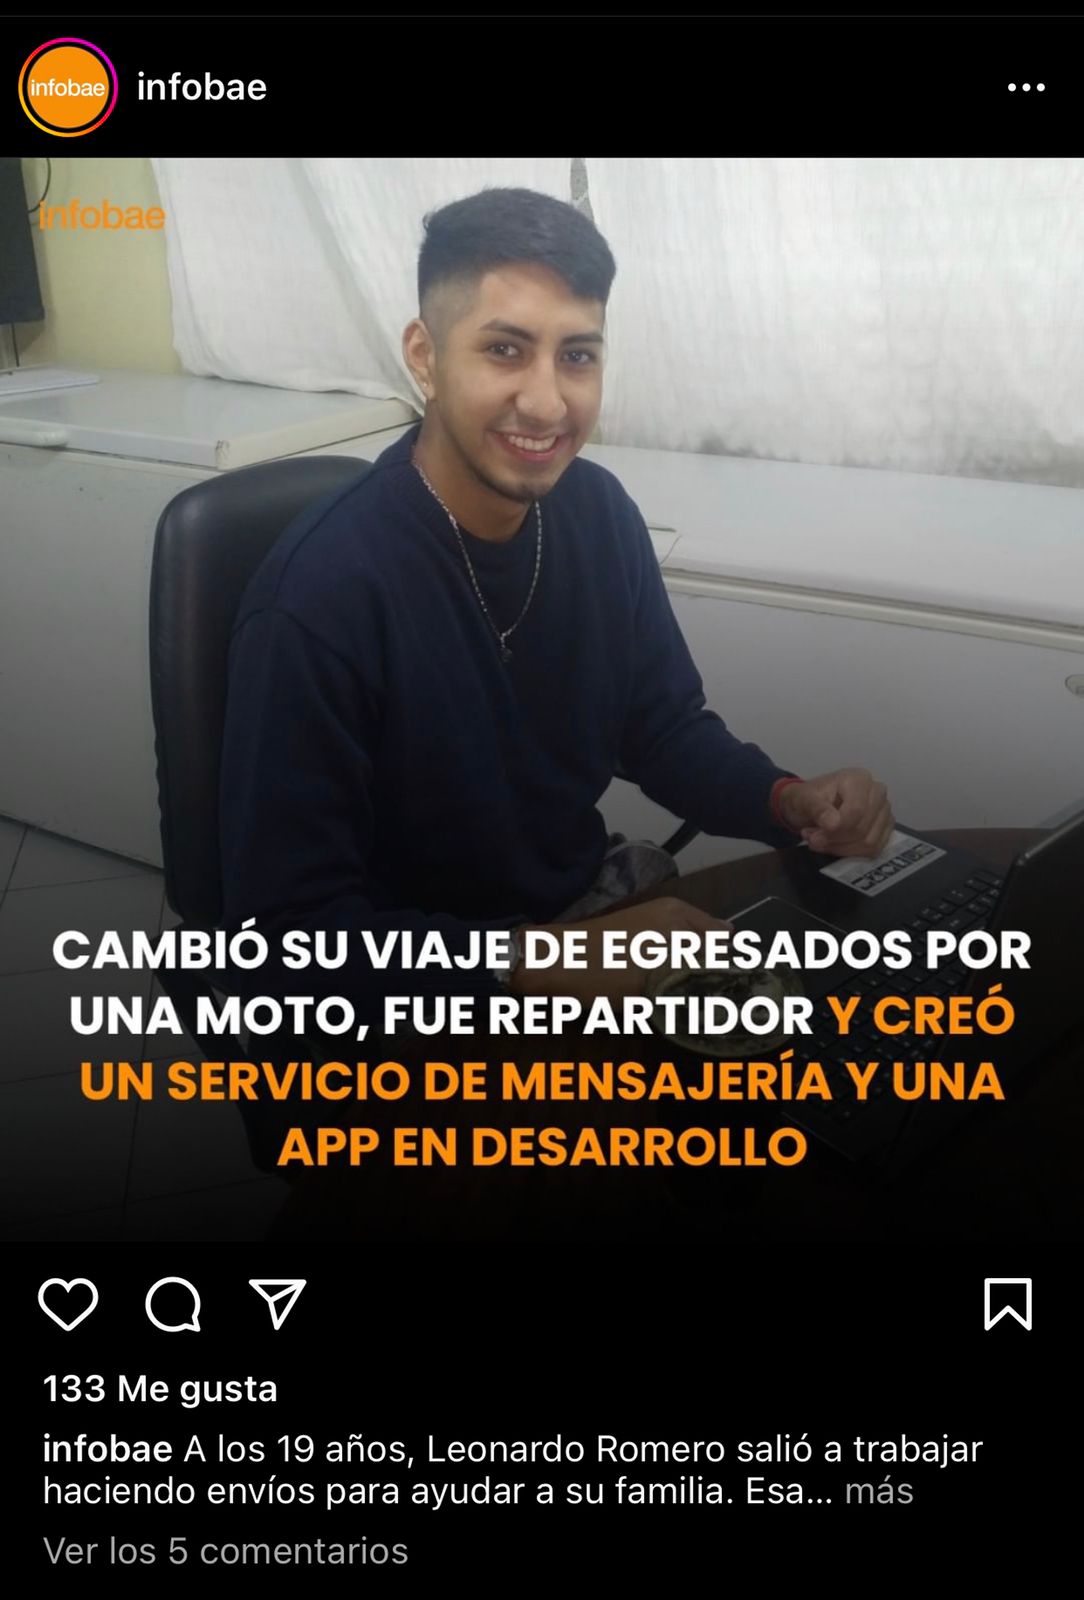 infobae
infobae
infobae
CAMBIÓ SU VIAJE DE EGRESADOS POR
UNA MOTO, FUE REPARTIDOR Y CREÓ
UN SERVICIO DE MENSAJERÍA Y UNA
APP EN DESARROLLO
133 Me gusta
infobae A los 19 años, Leonardo Romero salió a trabajar
haciendo envíos para ayudar a su familia. Esa... más
Ver los 5 comentarios